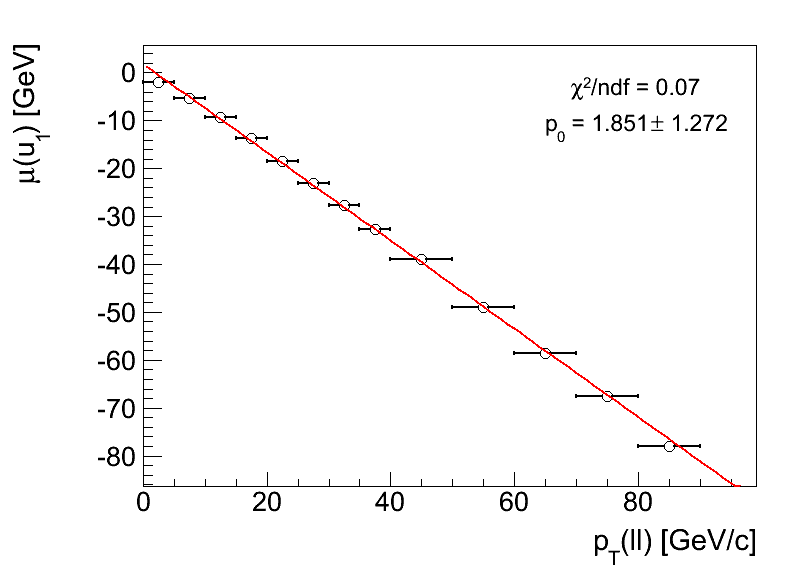 μ(u₁) [GeV]
0
-10
-20
-30
-40
-50
-60
-70
-80
χ²/ndf = 0.07
p₀ = 1.851± 1.272
0 20 40 60 80
p_T(ll) [GeV/c]